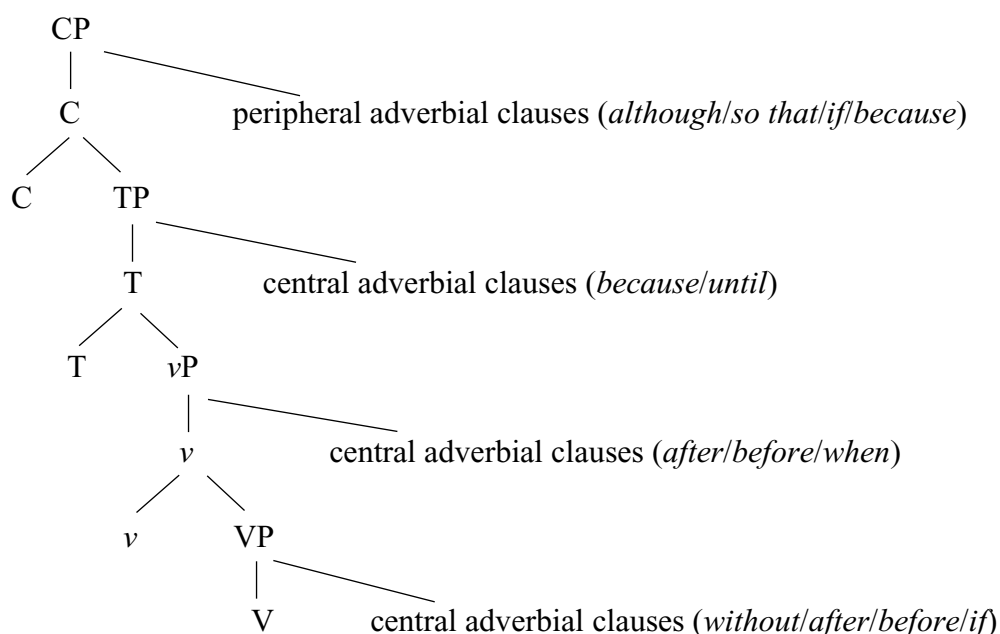 CP
C peripheral adverbial clauses (although/so that/if/because)
C TP
T central adverbial clauses (because/until)
T vP
v central adverbial clauses (after/before/when)
v VP
V central adverbial clauses (without/after/before/if)